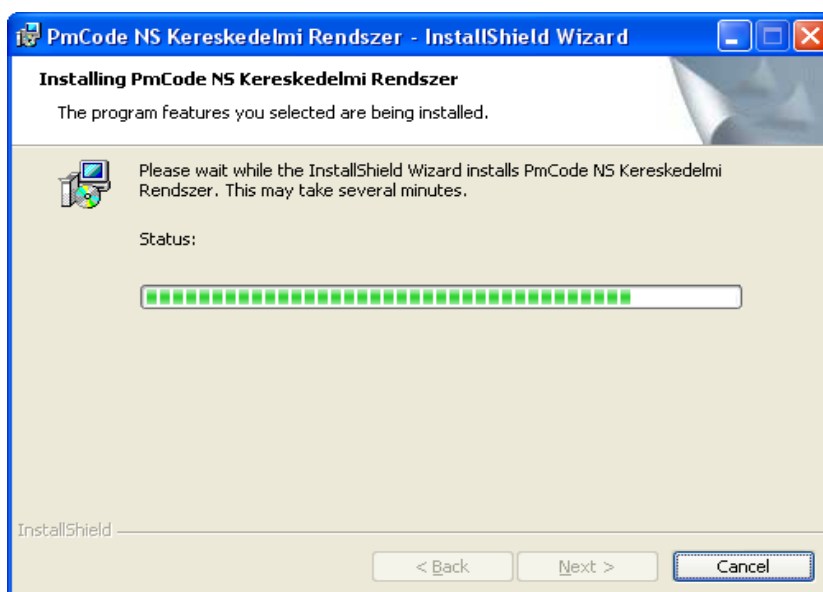 PmCode NS Kereskedelmi Rendszer - InstallShield Wizard
Installing PmCode NS Kereskedelmi Rendszer
The program features you selected are being installed.
Please wait while the InstallShield Wizard installs PmCode NS Kereskedelmi
Rendszer. This may take several minutes.
Status:
InstallShield
< Back
Next >
Cancel